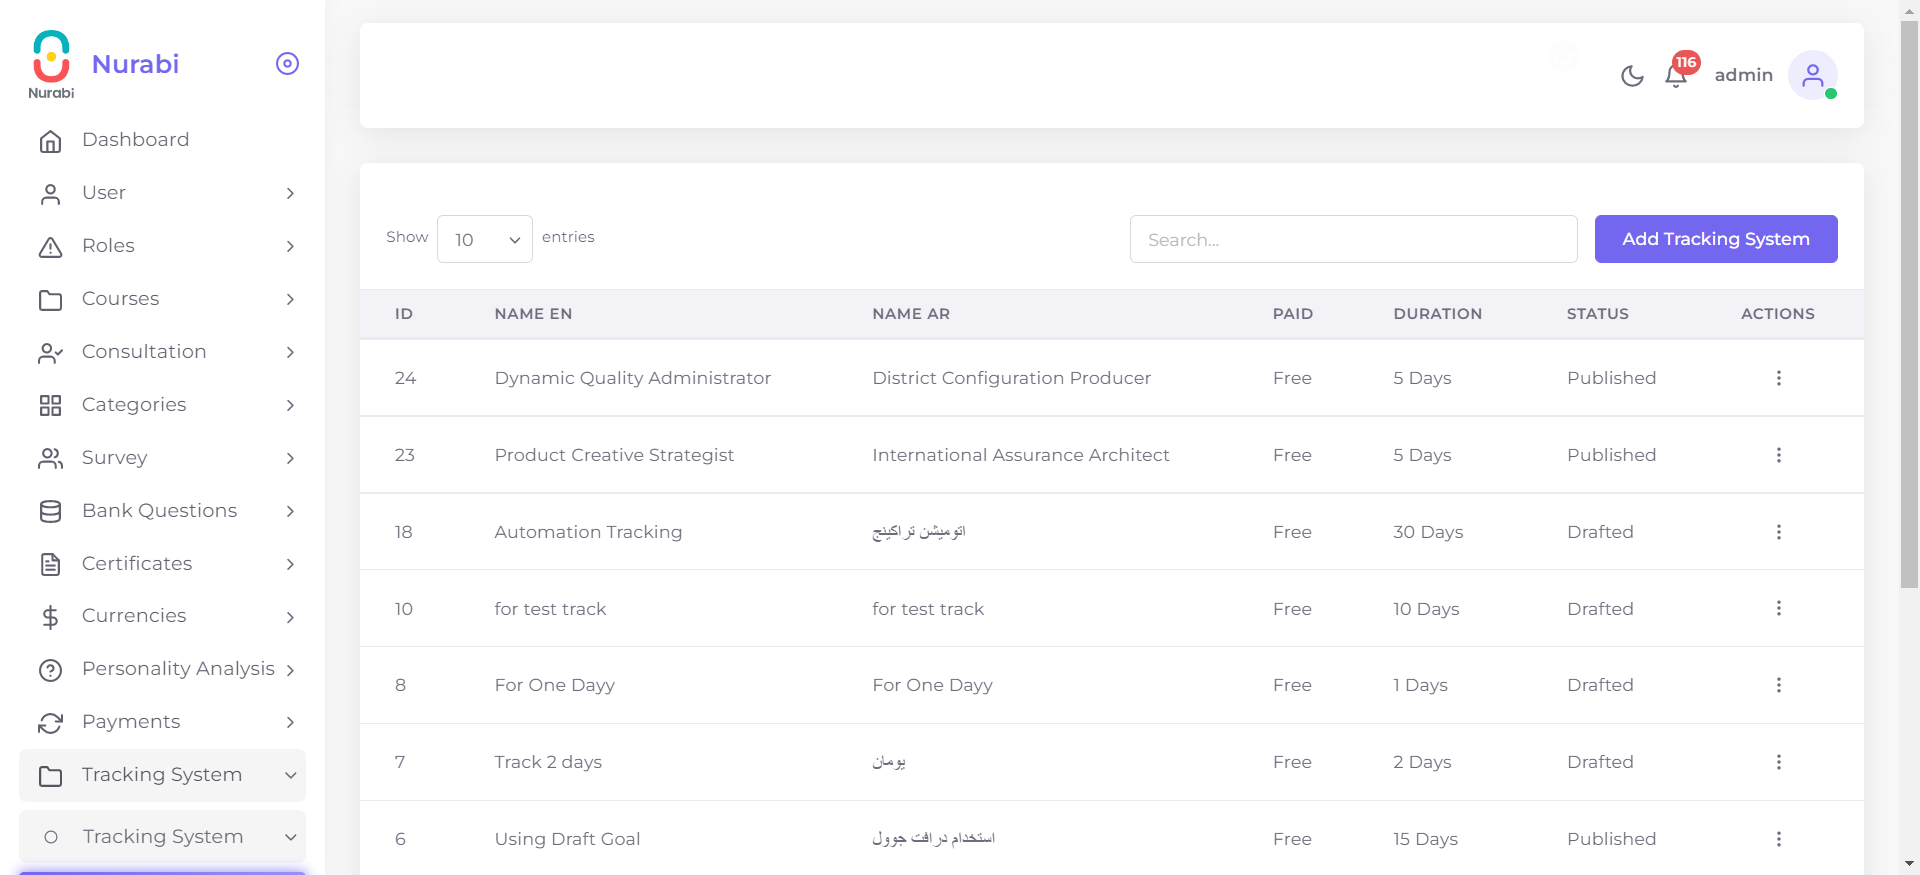 Nurabi
Nurabi
Dashboard
User
Roles
Courses
Consultation
Categories
Survey
Bank Questions
Certificates
Currencies
Personality Analysis
Payments
Tracking System
Tracking System
116
admin
Show 10 entries
Search...
Add Tracking System
ID NAME EN NAME AR PAID DURATION STATUS ACTIONS
24 Dynamic Quality Administrator District Configuration Producer Free 5 Days Published
23 Product Creative Strategist International Assurance Architect Free 5 Days Published
18 Automation Tracking اتوميشن تراكينج Free 30 Days Drafted
10 for test track for test track Free 10 Days Drafted
8 For One Dayy For One Dayy Free 1 Days Drafted
7 Track 2 days يومان Free 2 Days Drafted
6 Using Draft Goal استخدام درافت جوول Free 15 Days Published